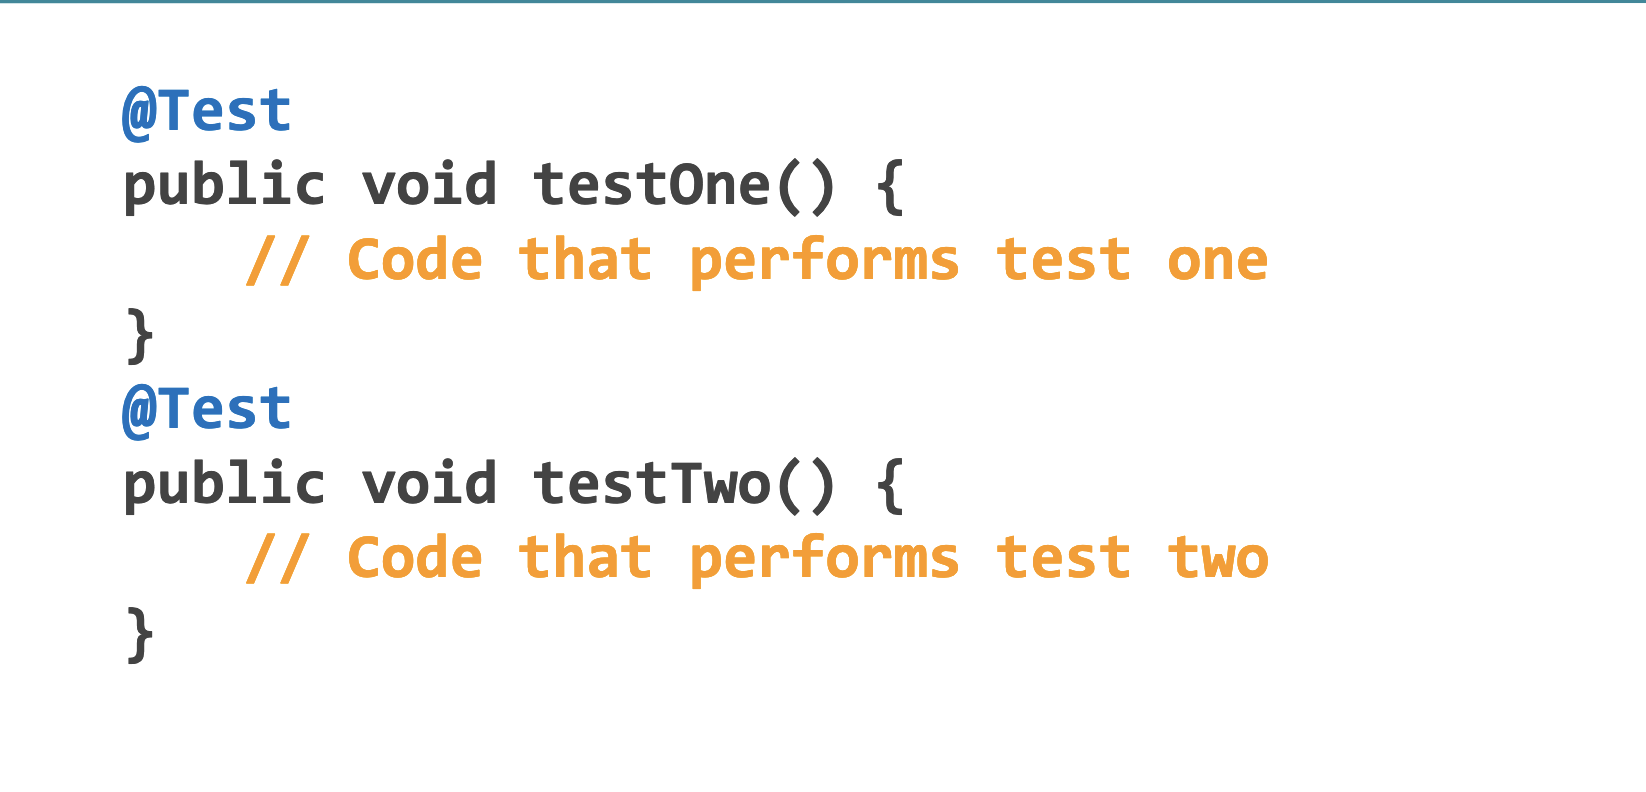 @Test
public void testOne() {
    // Code that performs test one
}
@Test
public void testTwo() {
    // Code that performs test two
}